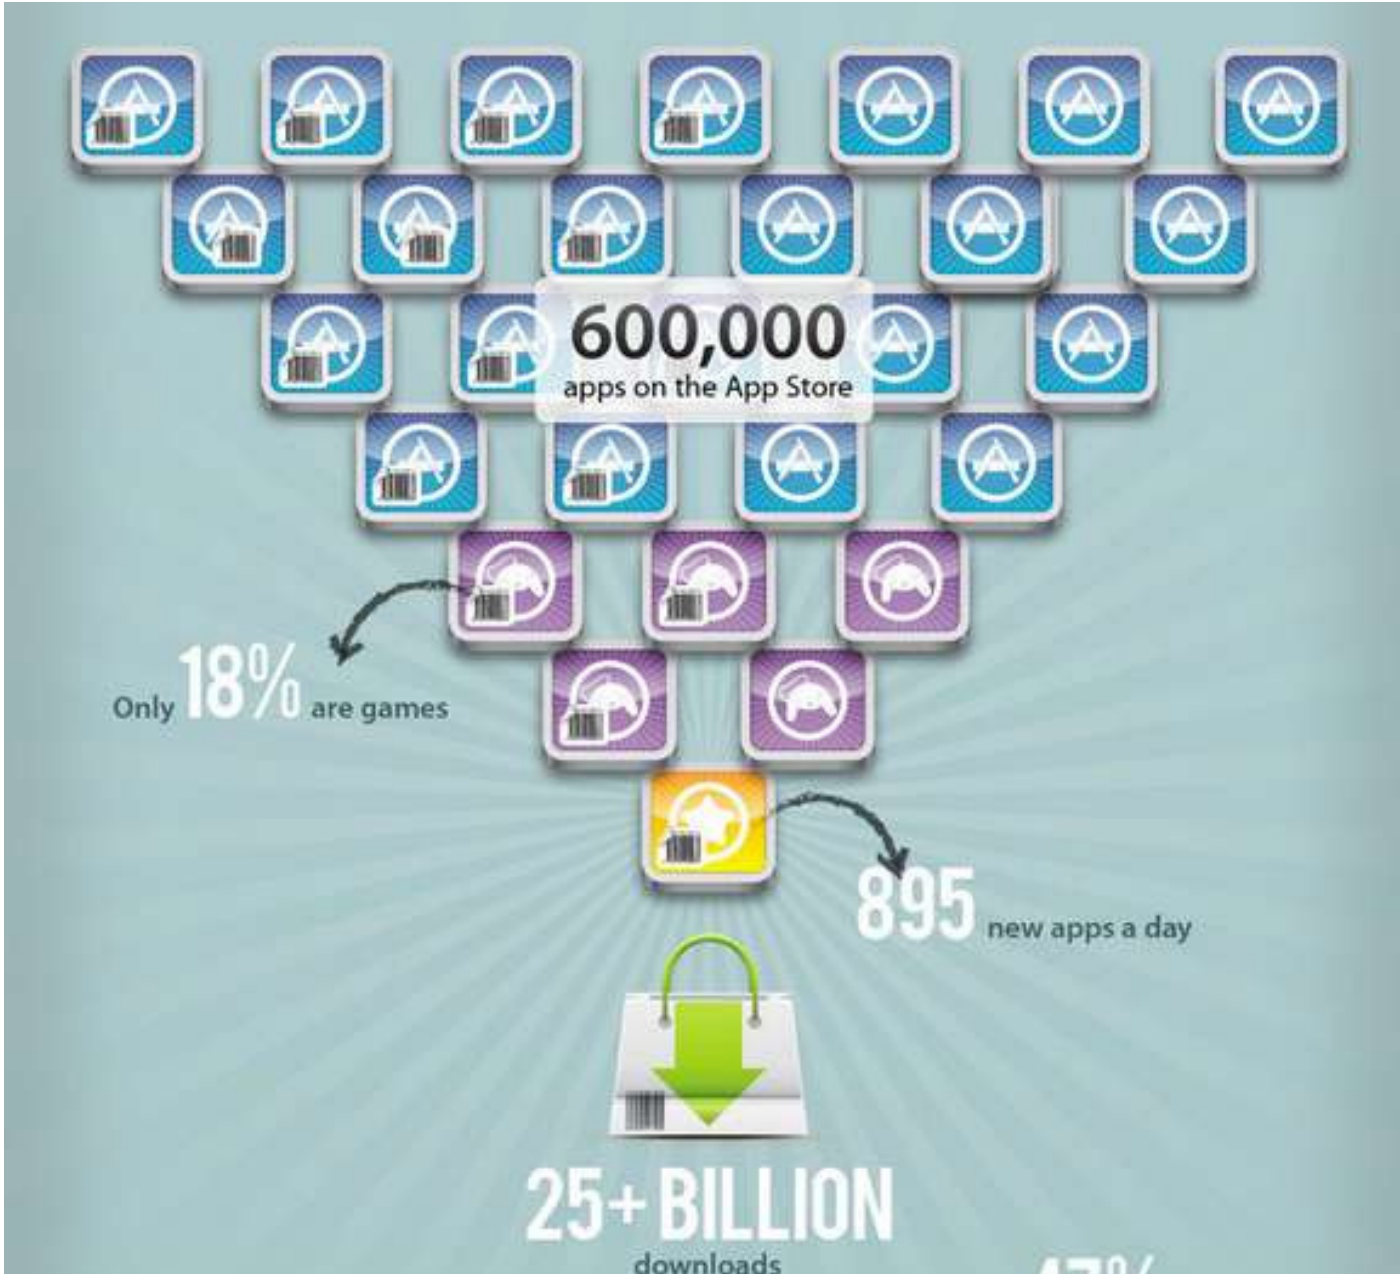 600,000
apps on the App Store
Only 18% are games
895 new apps a day
25+ BILLION
downloads